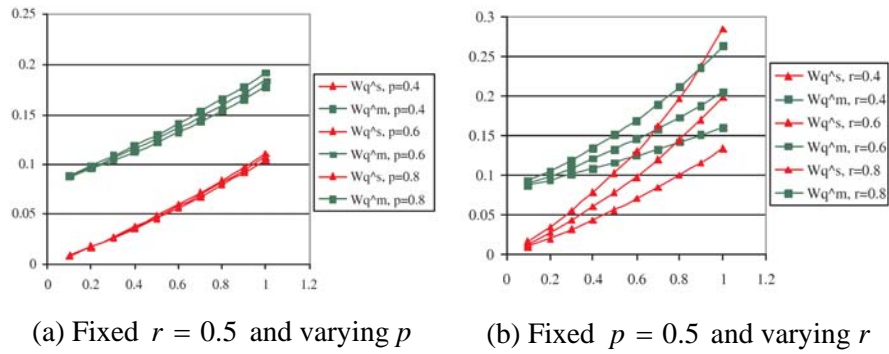 0.25
0.2
0.15
0.1
0.05
0
0 0.2 0.4 0.6 0.8 1 1.2
Wq^s, p=0.4
Wq^m, p=0.4
Wq^s, p=0.6
Wq^m, p=0.6
Wq^s, p=0.8
Wq^m, p=0.8
(a) Fixed r = 0.5 and varying p
0.3
0.25
0.2
0.15
0.1
0.05
0
0 0.2 0.4 0.6 0.8 1 1.2
Wq^s, r=0.4
Wq^m, r=0.4
Wq^s, r=0.6
Wq^m, r=0.6
Wq^s, r=0.8
Wq^m, r=0.8
(b) Fixed p = 0.5 and varying r